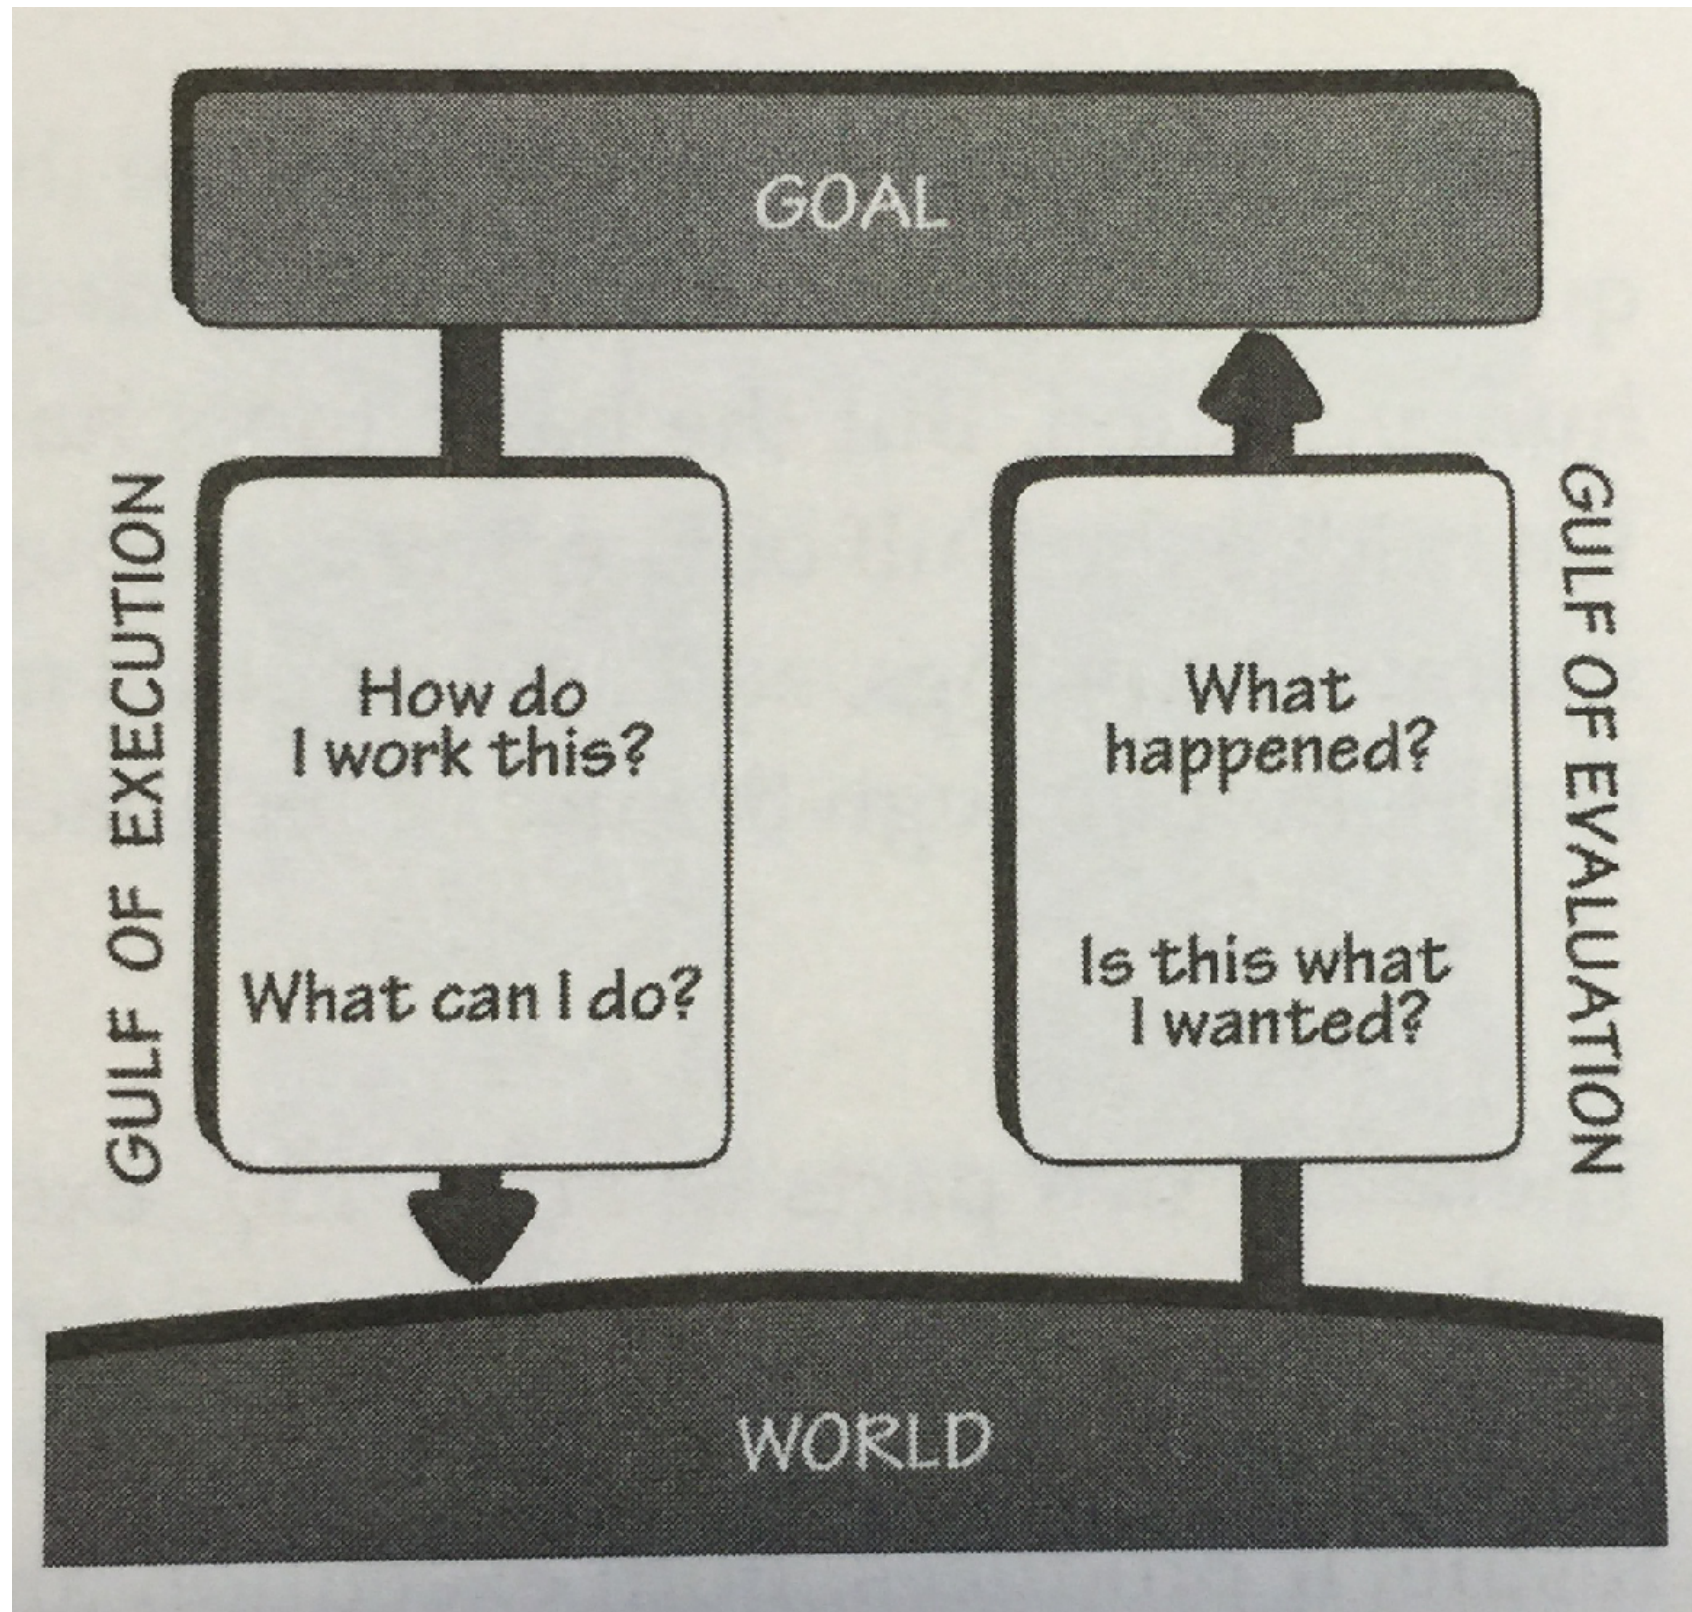 GOAL
GULF OF EXECUTION
How do
I work this?
What can I do?
What
happened?
Is this what
I wanted?
GULF OF EVALUATION
WORLD